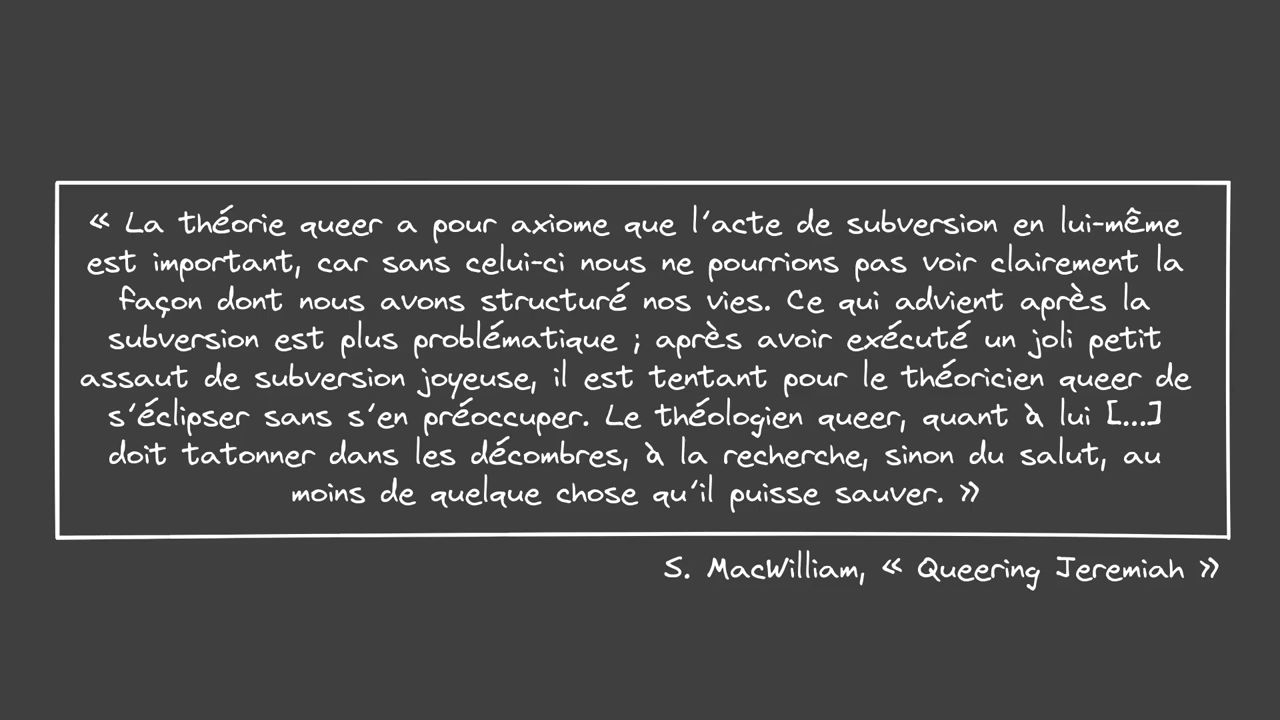 « La théorie queer a pour axiome que l'acte de subversion en lui-même
est important, car sans celui-ci nous ne pourrions pas voir clairement la
façon dont nous avons structuré nos vies. Ce qui advient après la
subversion est plus problématique ; après avoir exécuté un joli petit
assaut de subversion joyeuse, il est tentant pour le théoricien queer de
s'éclipser sans s'en préoccuper. Le théologien queer, quant à lui [...]
doit tatonner dans les décombres, à la recherche, sinon du salut, au
moins de quelque chose qu'il puisse sauver. »
S. MacWilliam, « Queering Jeremiah »